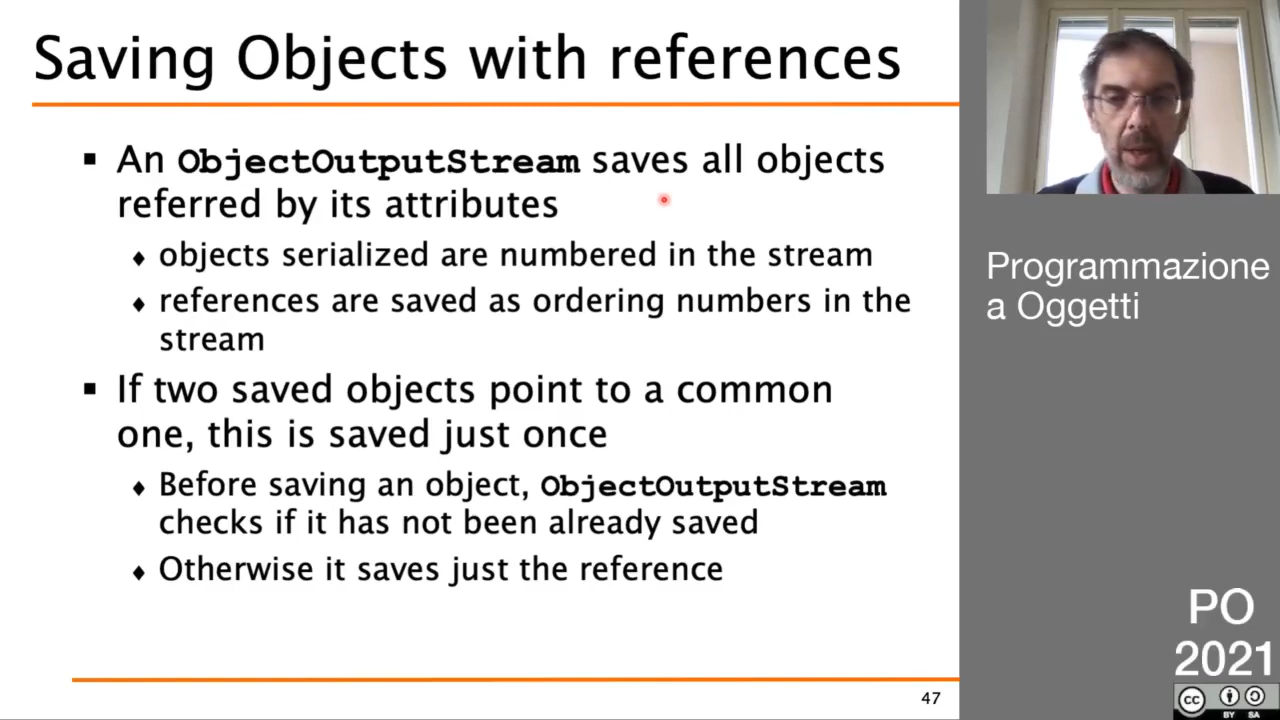 Saving Objects with references
▪ An ObjectOutputStream saves all objects
referred by its attributes
♦ objects serialized are numbered in the stream
♦ references are saved as ordering numbers in the
stream
▪ If two saved objects point to a common
one, this is saved just once
♦ Before saving an object, ObjectOutputStream
checks if it has not been already saved
♦ Otherwise it saves just the reference
47
Programmazione
a Oggetti
PO
2021
cc
BY SA